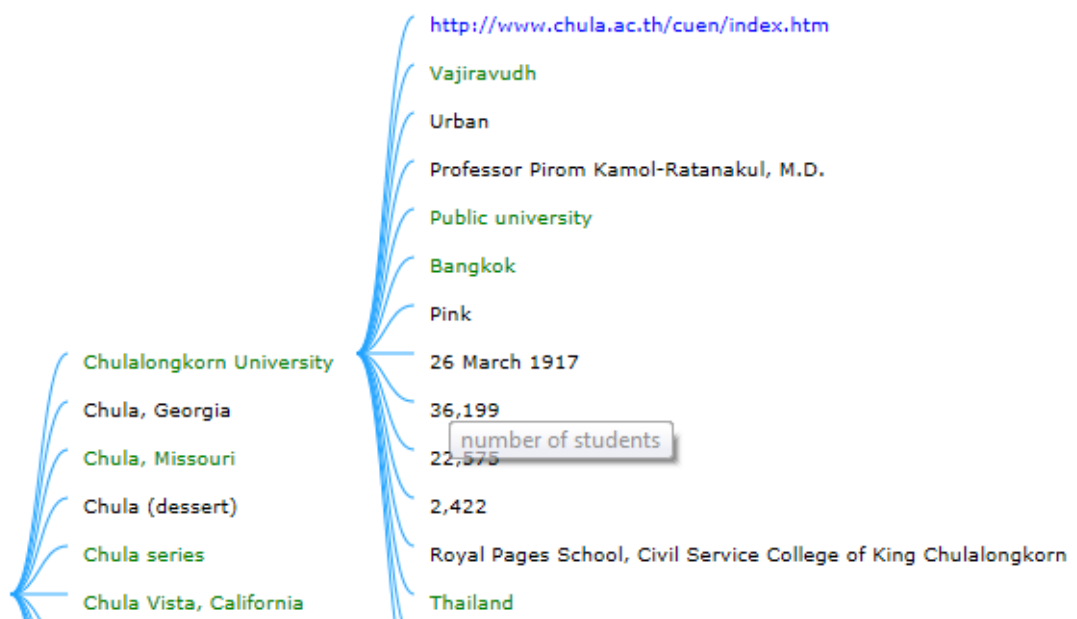 http://www.chula.ac.th/cuen/index.htm
Vajiravudh
Urban
Professor Pirom Kamol-Ratanakul, M.D.
Public university
Bangkok
Pink
Chulalongkorn University
26 March 1917
Chula, Georgia
36,199
number of students
Chula, Missouri
22,575
Chula (dessert)
2,422
Chula series
Royal Pages School, Civil Service College of King Chulalongkorn
Chula Vista, California
Thailand